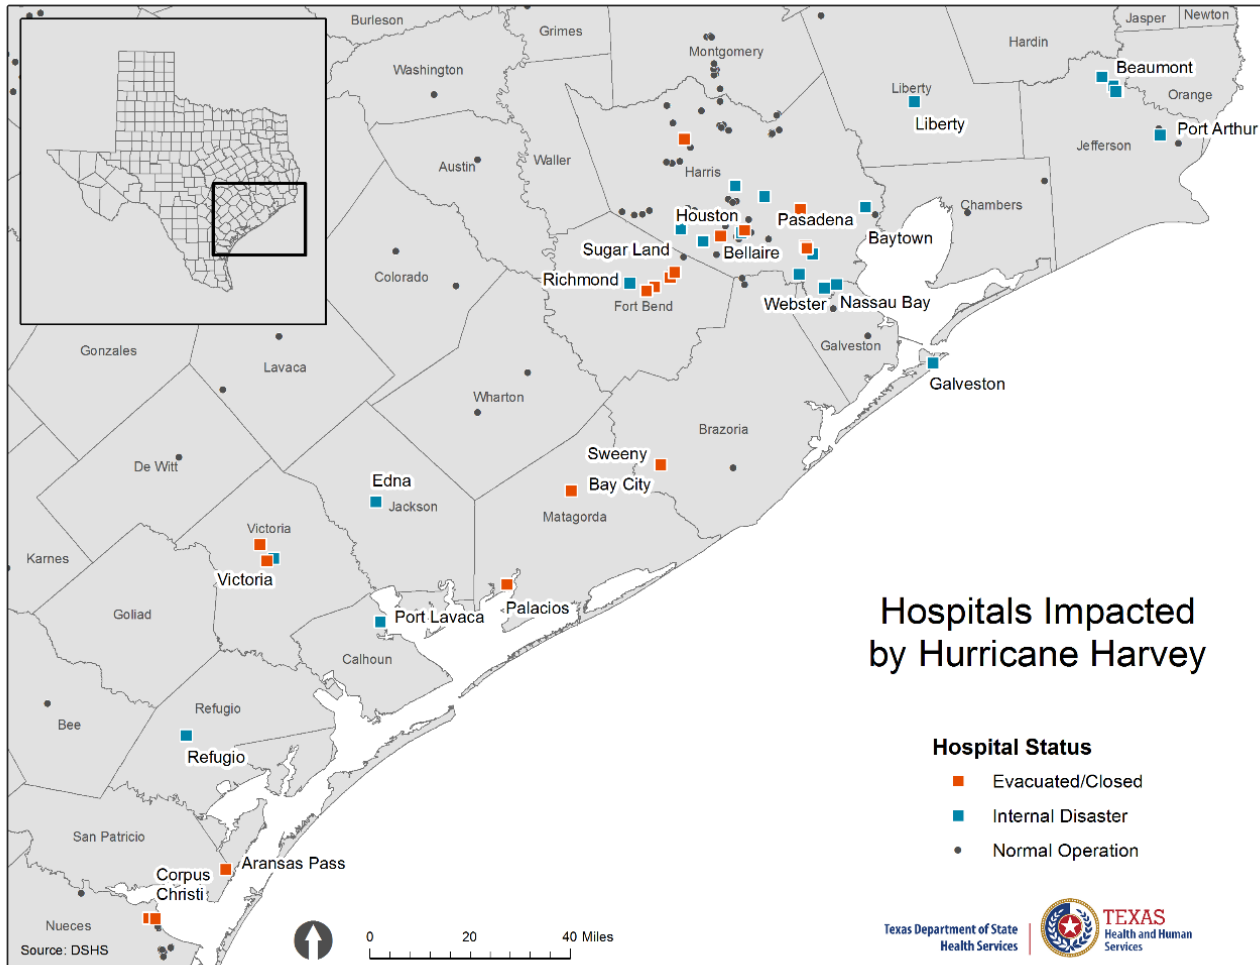 Burleson
Grimes
Montgomery
Hardin
Jasper
Newton
Washington
Beaumont
Liberty
Orange
Liberty
Port Arthur
Jefferson
Austin
Waller
Harris
Chambers
Houston
Pasadena
Baytown
Sugar Land
Bellaire
Colorado
Richmond
Fort Bend
Webster
Nassau Bay
Galveston
Gonzales
Lavaca
Galveston
Wharton
Brazoria
Sweeny
De Witt
Edna
Bay City
Jackson
Matagorda
Victoria
Karnes
Victoria
Goliad
Port Lavaca
Palacios
Calhoun
Hospitals Impacted
by Hurricane Harvey
Bee
Refugio
Refugio
Hospital Status
Evacuated/Closed
Internal Disaster
Normal Operation
San Patricio
Aransas Pass
Corpus
Christi
Nueces
Source: DSHS
0 20 40 Miles
Texas Department of State
Health Services
TEXAS
Health and Human
Services